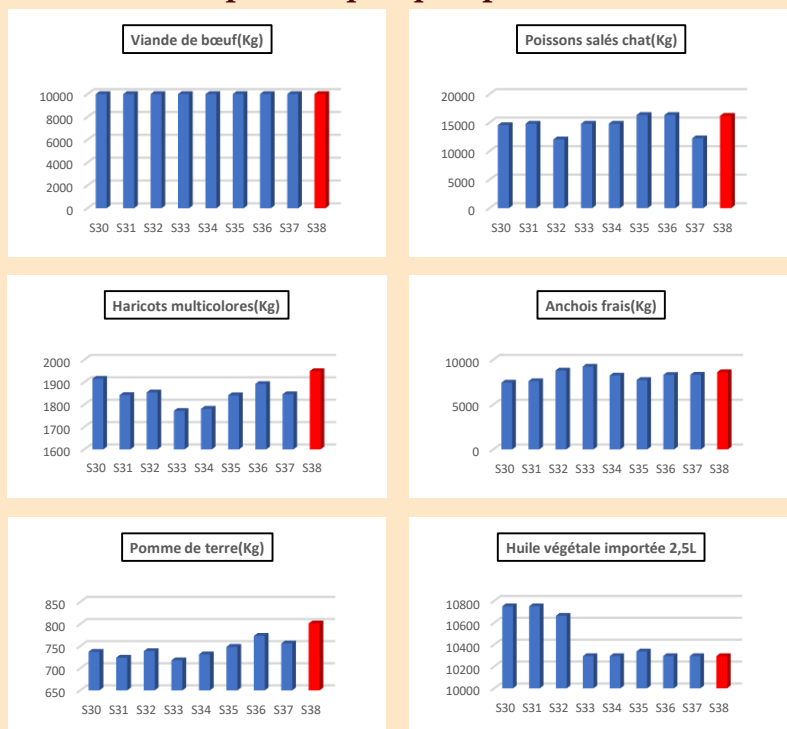 Viande de bœuf(Kg)
10000
8000
6000
4000
2000
0
S30 S31 S32 S33 S34 S35 S36 S37 S38
Poissons salés chat(Kg)
20000
15000
10000
5000
0
S30 S31 S32 S33 S34 S35 S36 S37 S38
Haricots multicolores(Kg)
2000
1900
1800
1700
1600
S30 S31 S32 S33 S34 S35 S36 S37 S38
Anchois frais(Kg)
10000
5000
0
S30 S31 S32 S33 S34 S35 S36 S37 S38
Pomme de terre(Kg)
850
800
750
700
650
S30 S31 S32 S33 S34 S35 S36 S37 S38
Huile végétale importée 2,5L
10800
10600
10400
10200
10000
S30 S31 S32 S33 S34 S35 S36 S37 S38